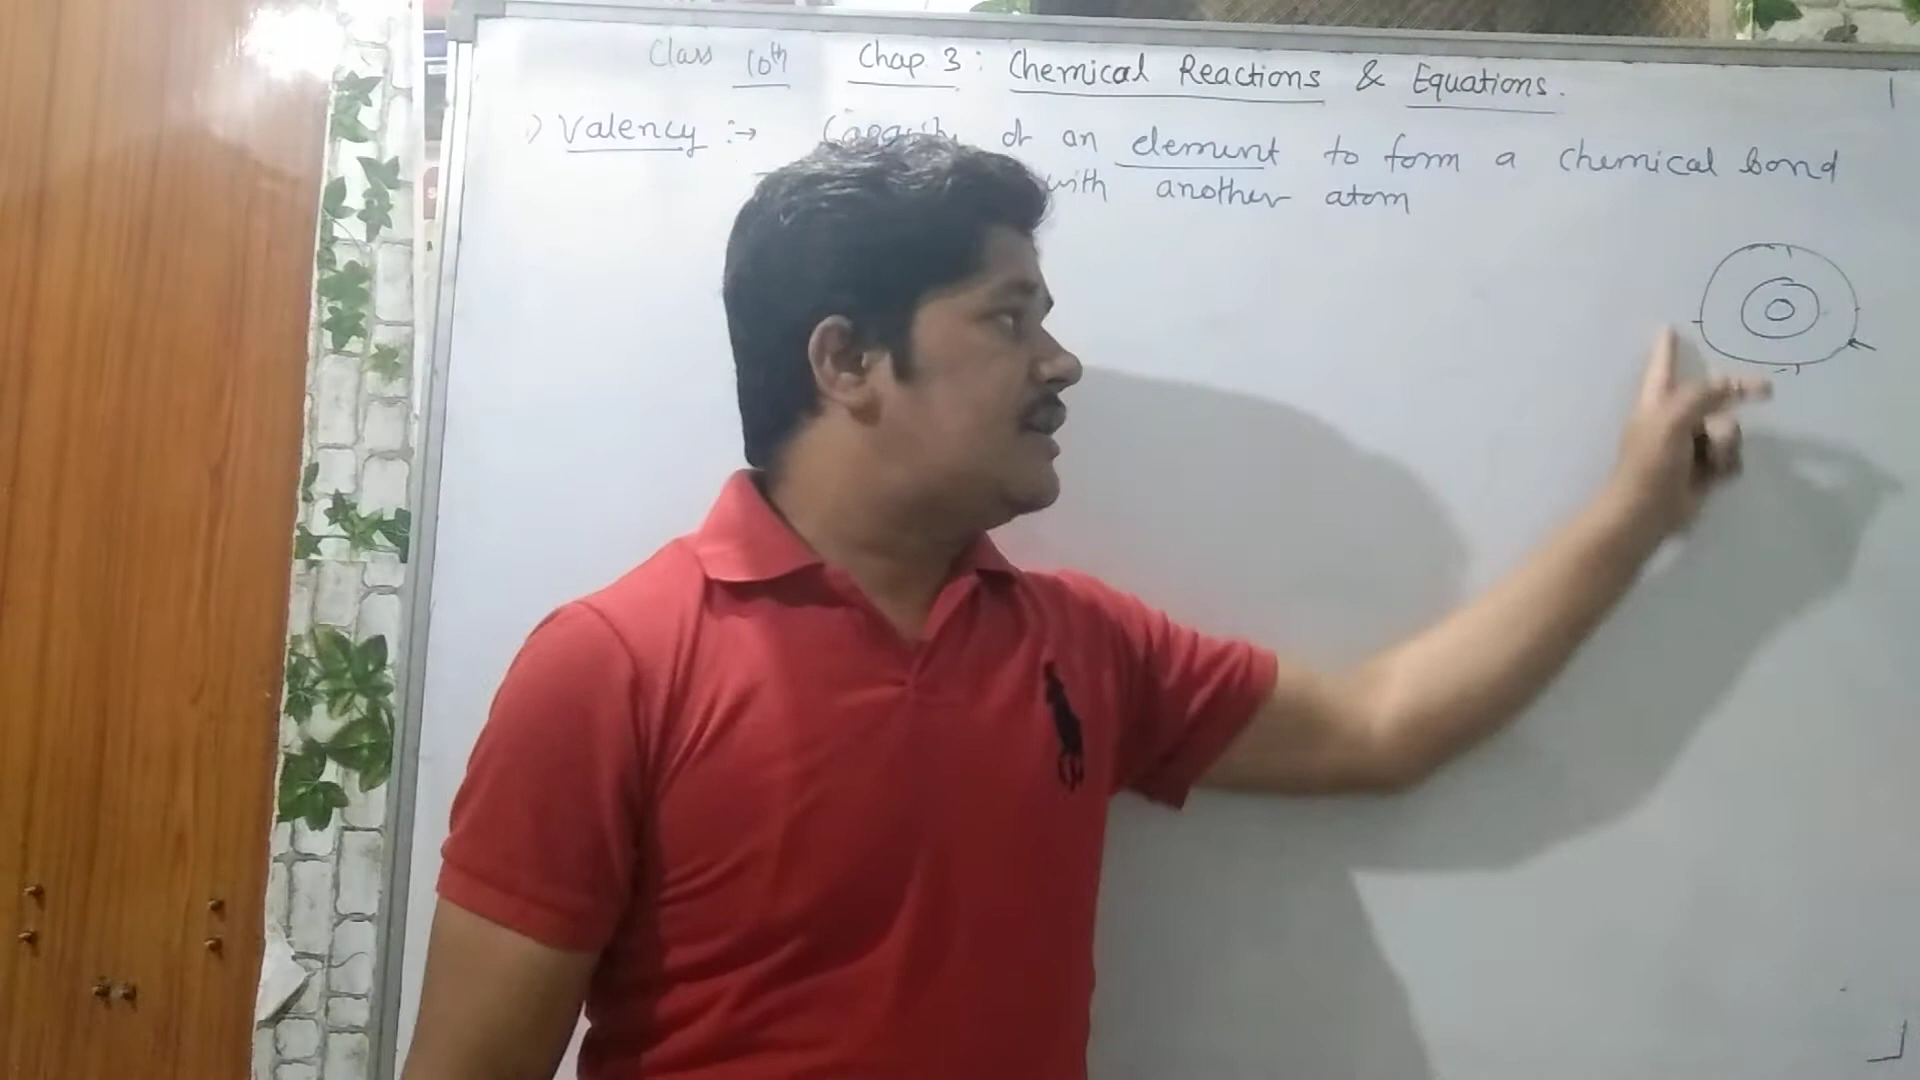 Class 10th Chap 3 : Chemical Reactions & Equations.
1) Valency :→ Capacity of an element to form a chemical bond
with another atom